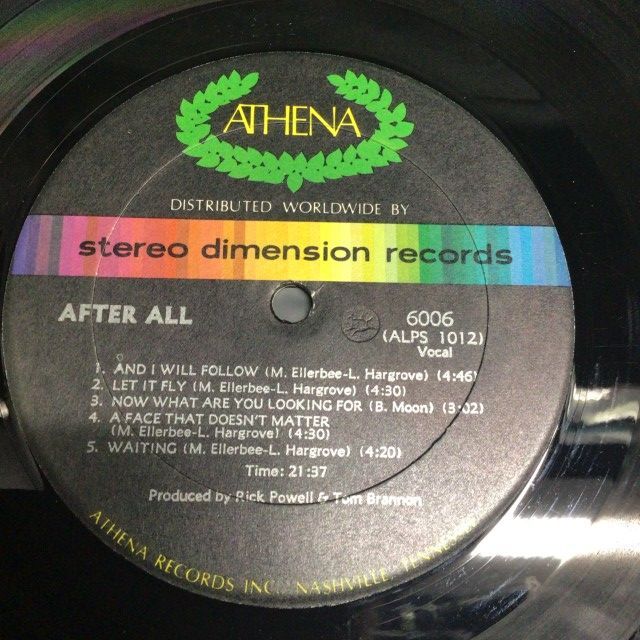 ATHENA
DISTRIBUTED WORLDWIDE BY
stereo dimension records
AFTER ALL
6006
(ALPS 1012)
Vocal
1. AND I WILL FOLLOW (M. Ellerbee-L. Hargrove) (4:46)
2. LET IT FLY (M. Ellerbee-L. Hargrove) (4:30)
3. NOW WHAT ARE YOU LOOKING FOR (B. Moon) (3:02)
4. A FACE THAT DOESN'T MATTER
(M. Ellerbee-L. Hargrove) (4:30)
5. WAITING (M. Ellerbee-L. Hargrove) (4:20)
Time: 21:37
Produced by Rick Powell & Tom Brannon
ATHENA RECORDS INC. NASHVILLE, TENNESSEE